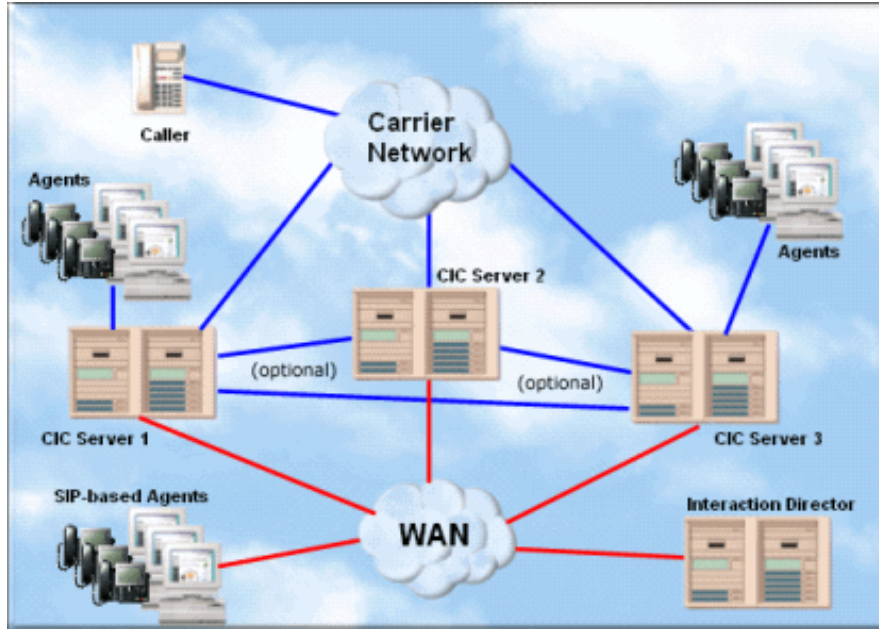 Caller
Carrier
Network
Agents
Agents
CIC Server 2
(optional)
(optional)
CIC Server 1
CIC Server 3
SIP-based Agents
WAN
Interaction Director